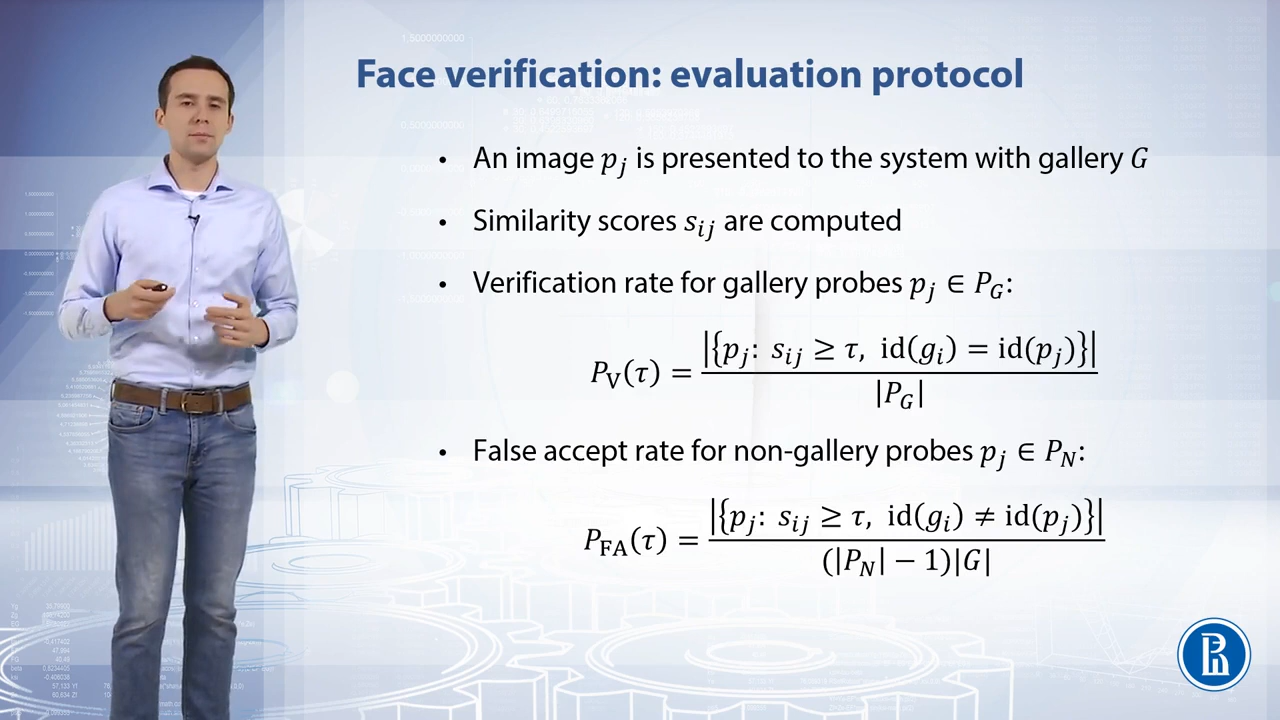 Face verification: evaluation protocol
• An image p_j is presented to the system with gallery G
• Similarity scores s_ij are computed
• Verification rate for gallery probes p_j ∈ P_G:
P_V(τ) = |{p_j: s_ij ≥ τ, id(g_i) = id(p_j)}| / |P_G|
• False accept rate for non-gallery probes p_j ∈ P_N:
P_FA(τ) = |{p_j: s_ij ≥ τ, id(g_i) ≠ id(p_j)}| / (|P_N| − 1)|G|